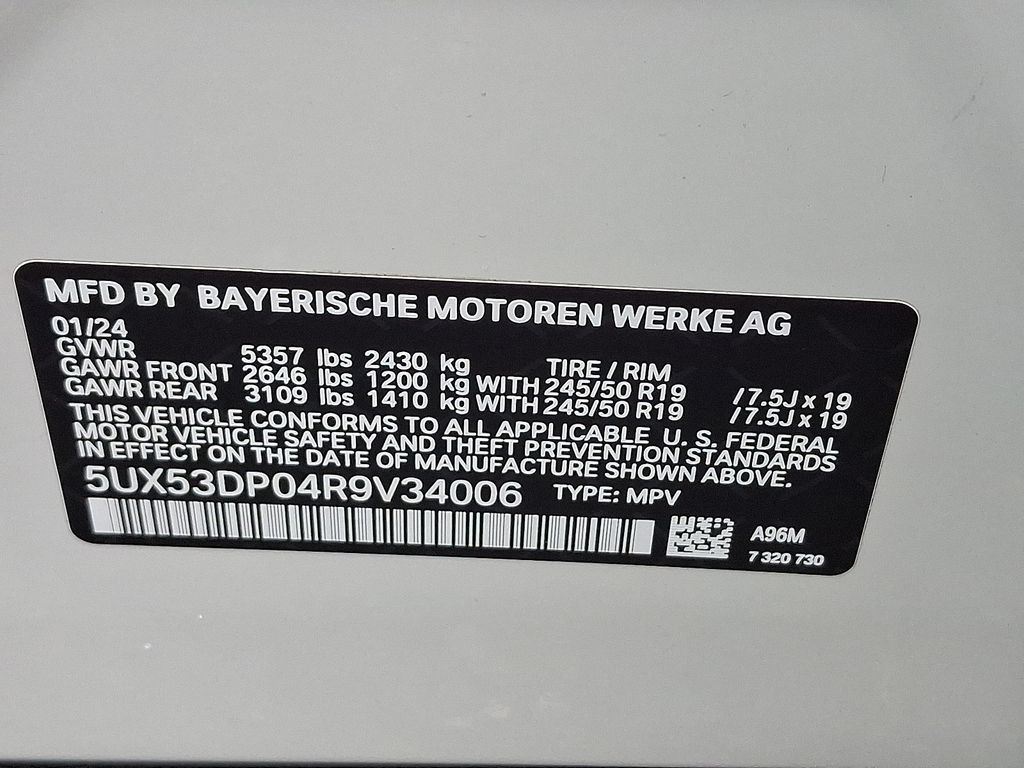 MFD BY BAYERISCHE MOTOREN WERKE AG
01/24
GVWR 5357 lbs 2430 kg TIRE / RIM
GAWR FRONT 2646 lbs 1200 kg WITH 245/50 R19 / 7.5J x 19
GAWR REAR 3109 lbs 1410 kg WITH 245/50 R19 / 7.5J x 19
THIS VEHICLE CONFORMS TO ALL APPLICABLE U. S. FEDERAL
MOTOR VEHICLE SAFETY AND THEFT PREVENTION STANDARDS
IN EFFECT ON THE DATE OF MANUFACTURE SHOWN ABOVE.
5UX53DP04R9V34006 TYPE: MPV
A96M
7 320 730